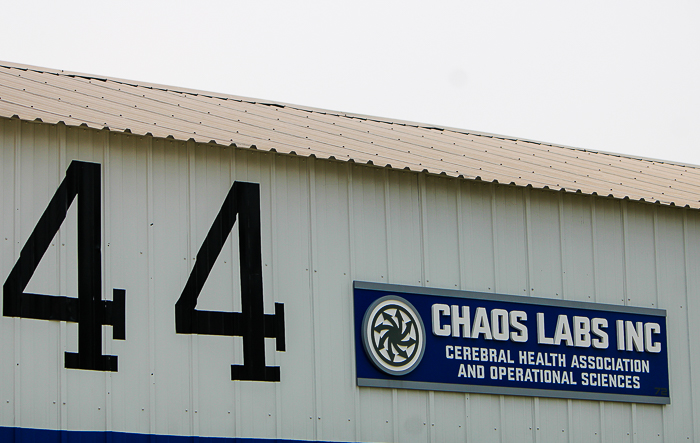 44
CHAOS LABS INC
CEREBRAL HEALTH ASSOCIATION
AND OPERATIONAL SCIENCES